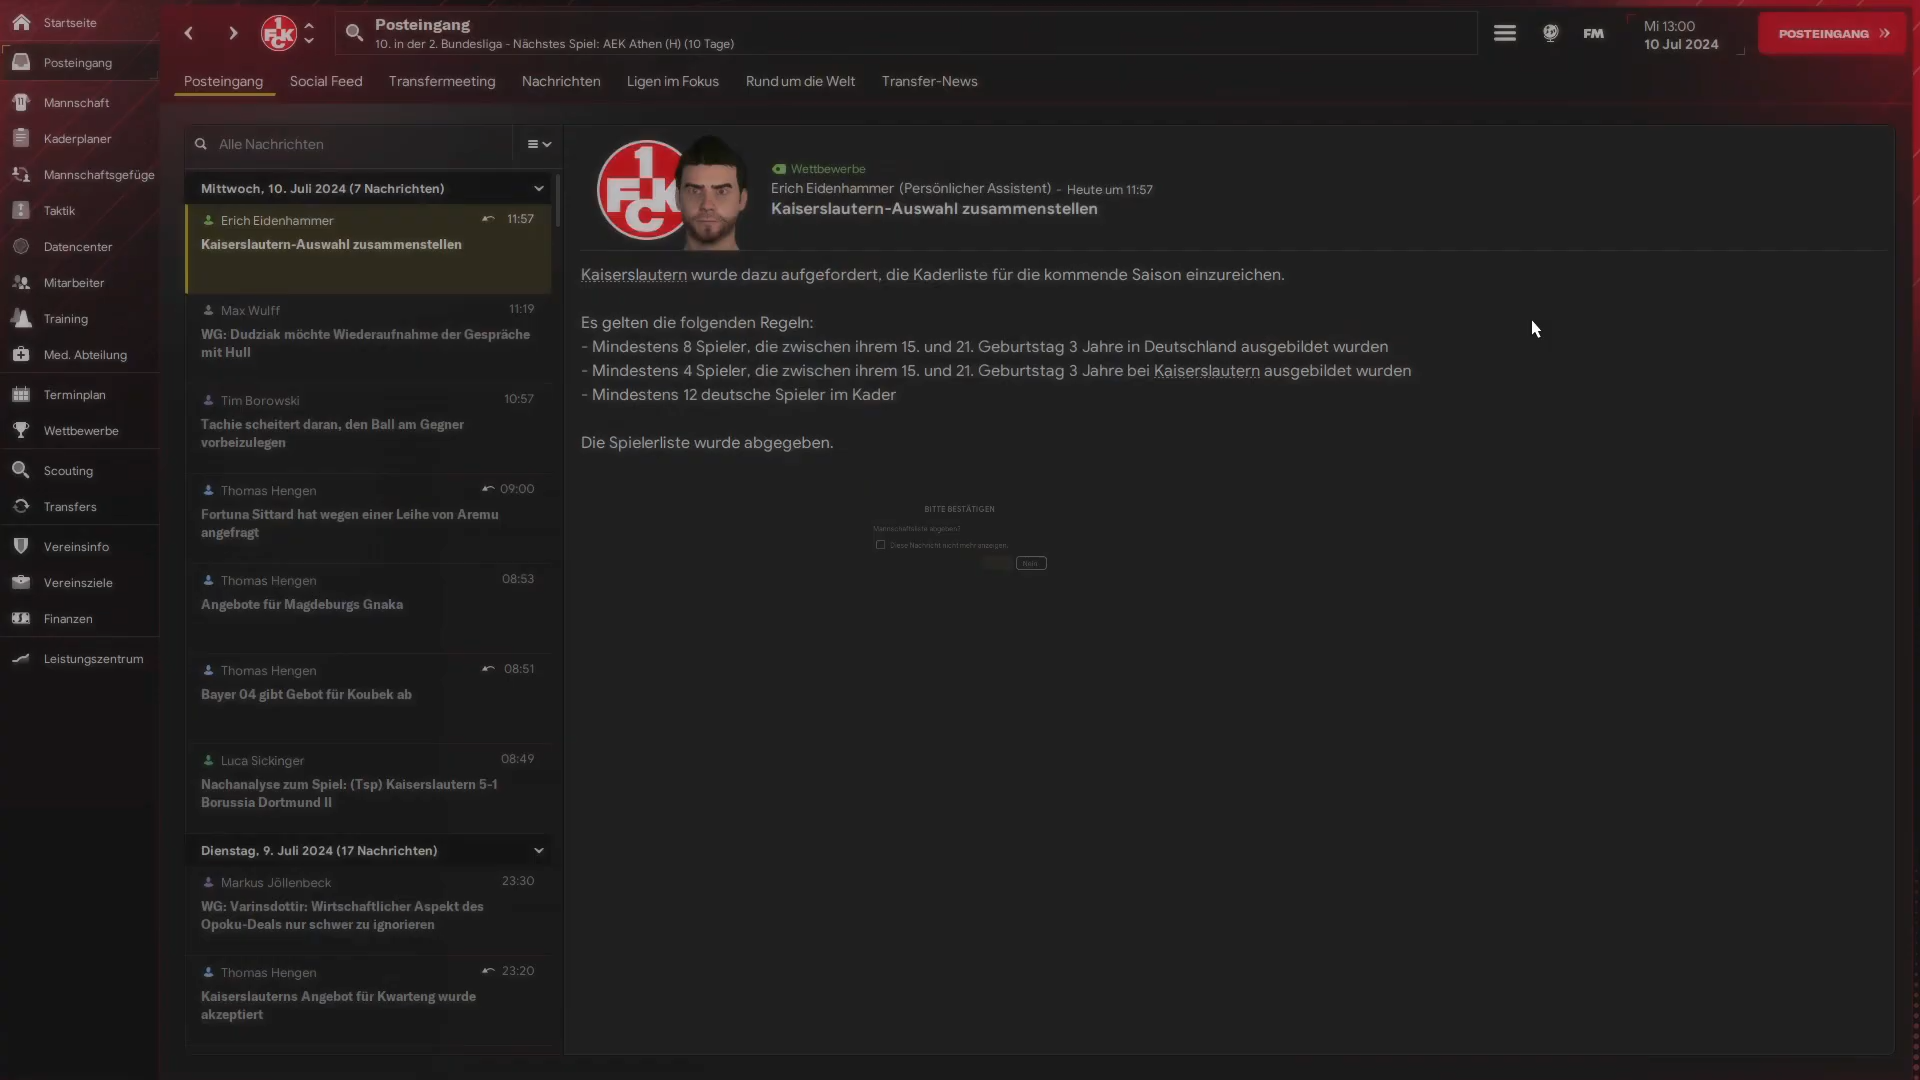 Startseite
Posteingang
Mannschaft
Kaderplaner
Mannschaftsgefüge
Taktik
Datencenter
Mitarbeiter
Training
Med. Abteilung
Terminplan
Wettbewerbe
Scouting
Transfers
Vereinsinfo
Vereinsziele
Finanzen
Leistungszentrum
1 FCK
Posteingang
10. in der 2. Bundesliga - Nächstes Spiel: AEK Athen (H) (10 Tage)
FM
Mi 13:00
10 Jul 2024
POSTEINGANG
Posteingang Social Feed Transfermeeting Nachrichten Ligen im Fokus Rund um die Welt Transfer-News
Alle Nachrichten
Mittwoch, 10. Juli 2024 (7 Nachrichten)
Erich Eidenhammer 11:57
Kaiserslautern-Auswahl zusammenstellen
Max Wulff 11:19
WG: Dudziak möchte Wiederaufnahme der Gespräche
mit Hull
Tim Borowski 10:57
Tachie scheitert daran, den Ball am Gegner
vorbeizulegen
Thomas Hengen 09:00
Fortuna Sittard hat wegen einer Leihe von Aremu
angefragt
Thomas Hengen 08:53
Angebote für Magdeburgs Gnaka
Thomas Hengen 08:51
Bayer 04 gibt Gebot für Koubek ab
Luca Sickinger 08:49
Nachanalyse zum Spiel: (Tsp) Kaiserslautern 5-1
Borussia Dortmund II
Dienstag, 9. Juli 2024 (17 Nachrichten)
Markus Jöllenbeck 23:30
WG: Varinsdottir: Wirtschaftlicher Aspekt des
Opoku-Deals nur schwer zu ignorieren
Thomas Hengen 23:20
Kaiserslauterns Angebot für Kwarteng wurde
akzeptiert
1 FCK
Wettbewerbe
Erich Eidenhammer (Persönlicher Assistent) - Heute um 11:57
Kaiserslautern-Auswahl zusammenstellen
Kaiserslautern wurde dazu aufgefordert, die Kaderliste für die kommende Saison einzureichen.
Es gelten die folgenden Regeln:
- Mindestens 8 Spieler, die zwischen ihrem 15. und 21. Geburtstag 3 Jahre in Deutschland ausgebildet wurden
- Mindestens 4 Spieler, die zwischen ihrem 15. und 21. Geburtstag 3 Jahre bei Kaiserslautern ausgebildet wurden
- Mindestens 12 deutsche Spieler im Kader
Die Spielerliste wurde abgegeben.
BITTE BESTÄTIGEN
Mannschaftsliste abgeben?
Diese Nachricht nicht mehr anzeigen.
Nein